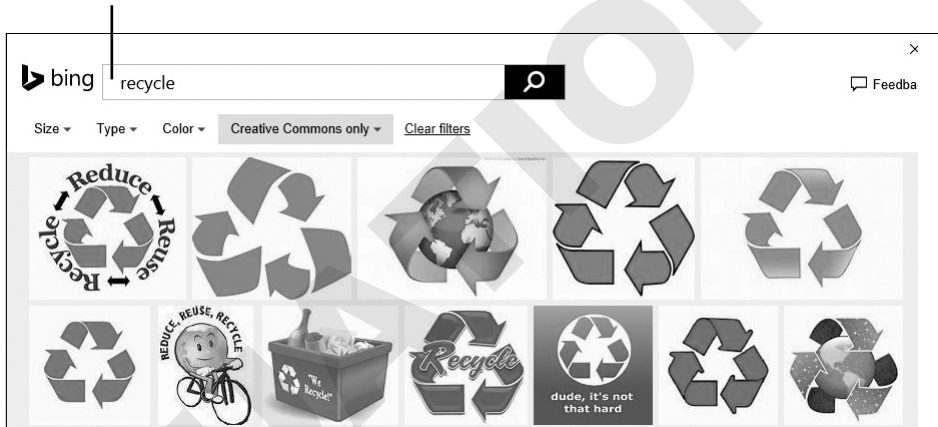 ×
bing
recycle
Feedba
Size Type Color Creative Commons only Clear filters
Reduce
Reuse
Recycle
REDUCE, REUSE, RECYCLE
"We
Recycle!"
Recycle
dude, it's not
that hard